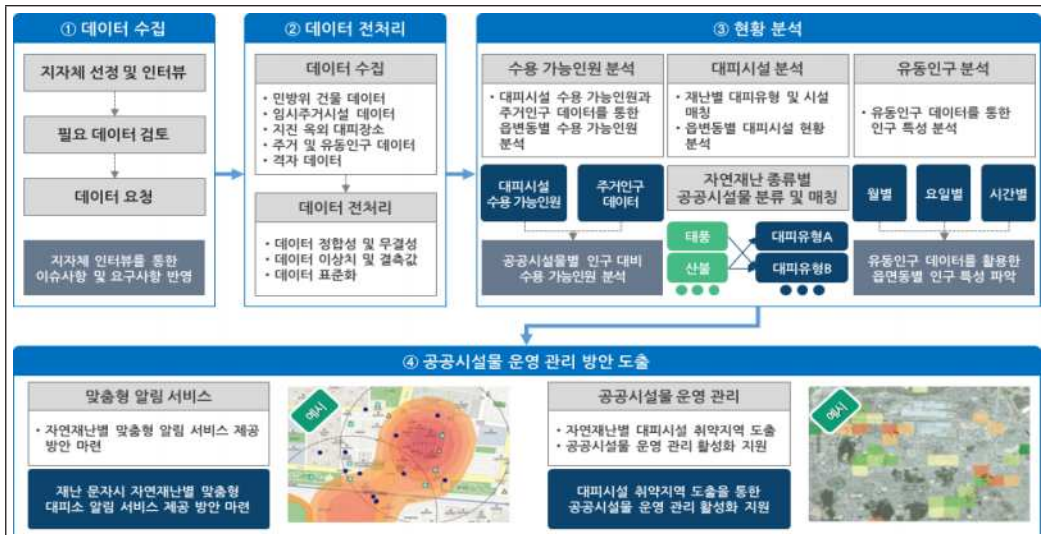 ① 데이터 수집
지자체 선정 및 인터뷰
필요 데이터 검토
데이터 요청
지자체 인터뷰를 통한
이슈사항 및 요구사항 반영
② 데이터 전처리
데이터 수집
• 민방위 건물 데이터
• 임시주거시설 데이터
• 지진 옥외 대피장소
• 주거 및 유동인구 데이터
• 격자 데이터
데이터 전처리
• 데이터 정합성 및 무결성
• 데이터 이상치 및 결측값
• 데이터 표준화
③ 현황 분석
수용 가능인원 분석
• 대피시설 수용 가능인원과
주거인구 데이터를 통한
읍변동별 수용 가능인원
분석
대피시설
수용 가능인원
주거인구
데이터
공공시설물별 인구 대비
수용 가능인원 분석
대피시설 분석
• 재난별 대피유형 및 시설
매칭
• 읍변동별 대피시설 현황
분석
자연재난 종류별
공공시설물 분류 및 매칭
태풍
대피유형A
산불
대피유형B
유동인구 분석
• 유동인구 데이터를 통한
인구 특성 분석
월별
요일별
시간별
유동인구 데이터를 활용한
읍면동별 인구 특성 파악
④ 공공시설물 운영 관리 방안 도출
맞춤형 알림 서비스
• 자연재난별 맞춤형 알림 서비스 제공
방안 마련
재난 문자시 자연재난별 맞춤형
대피소 알림 서비스 제공 방안 마련
예시
공공시설물 운영 관리
• 자연재난별 대피시설 취약지역 도출
• 공공시설물 운영 관리 활성화 지원
대피시설 취약지역 도출을 통한
공공시설물 운영 관리 활성화 지원
예시